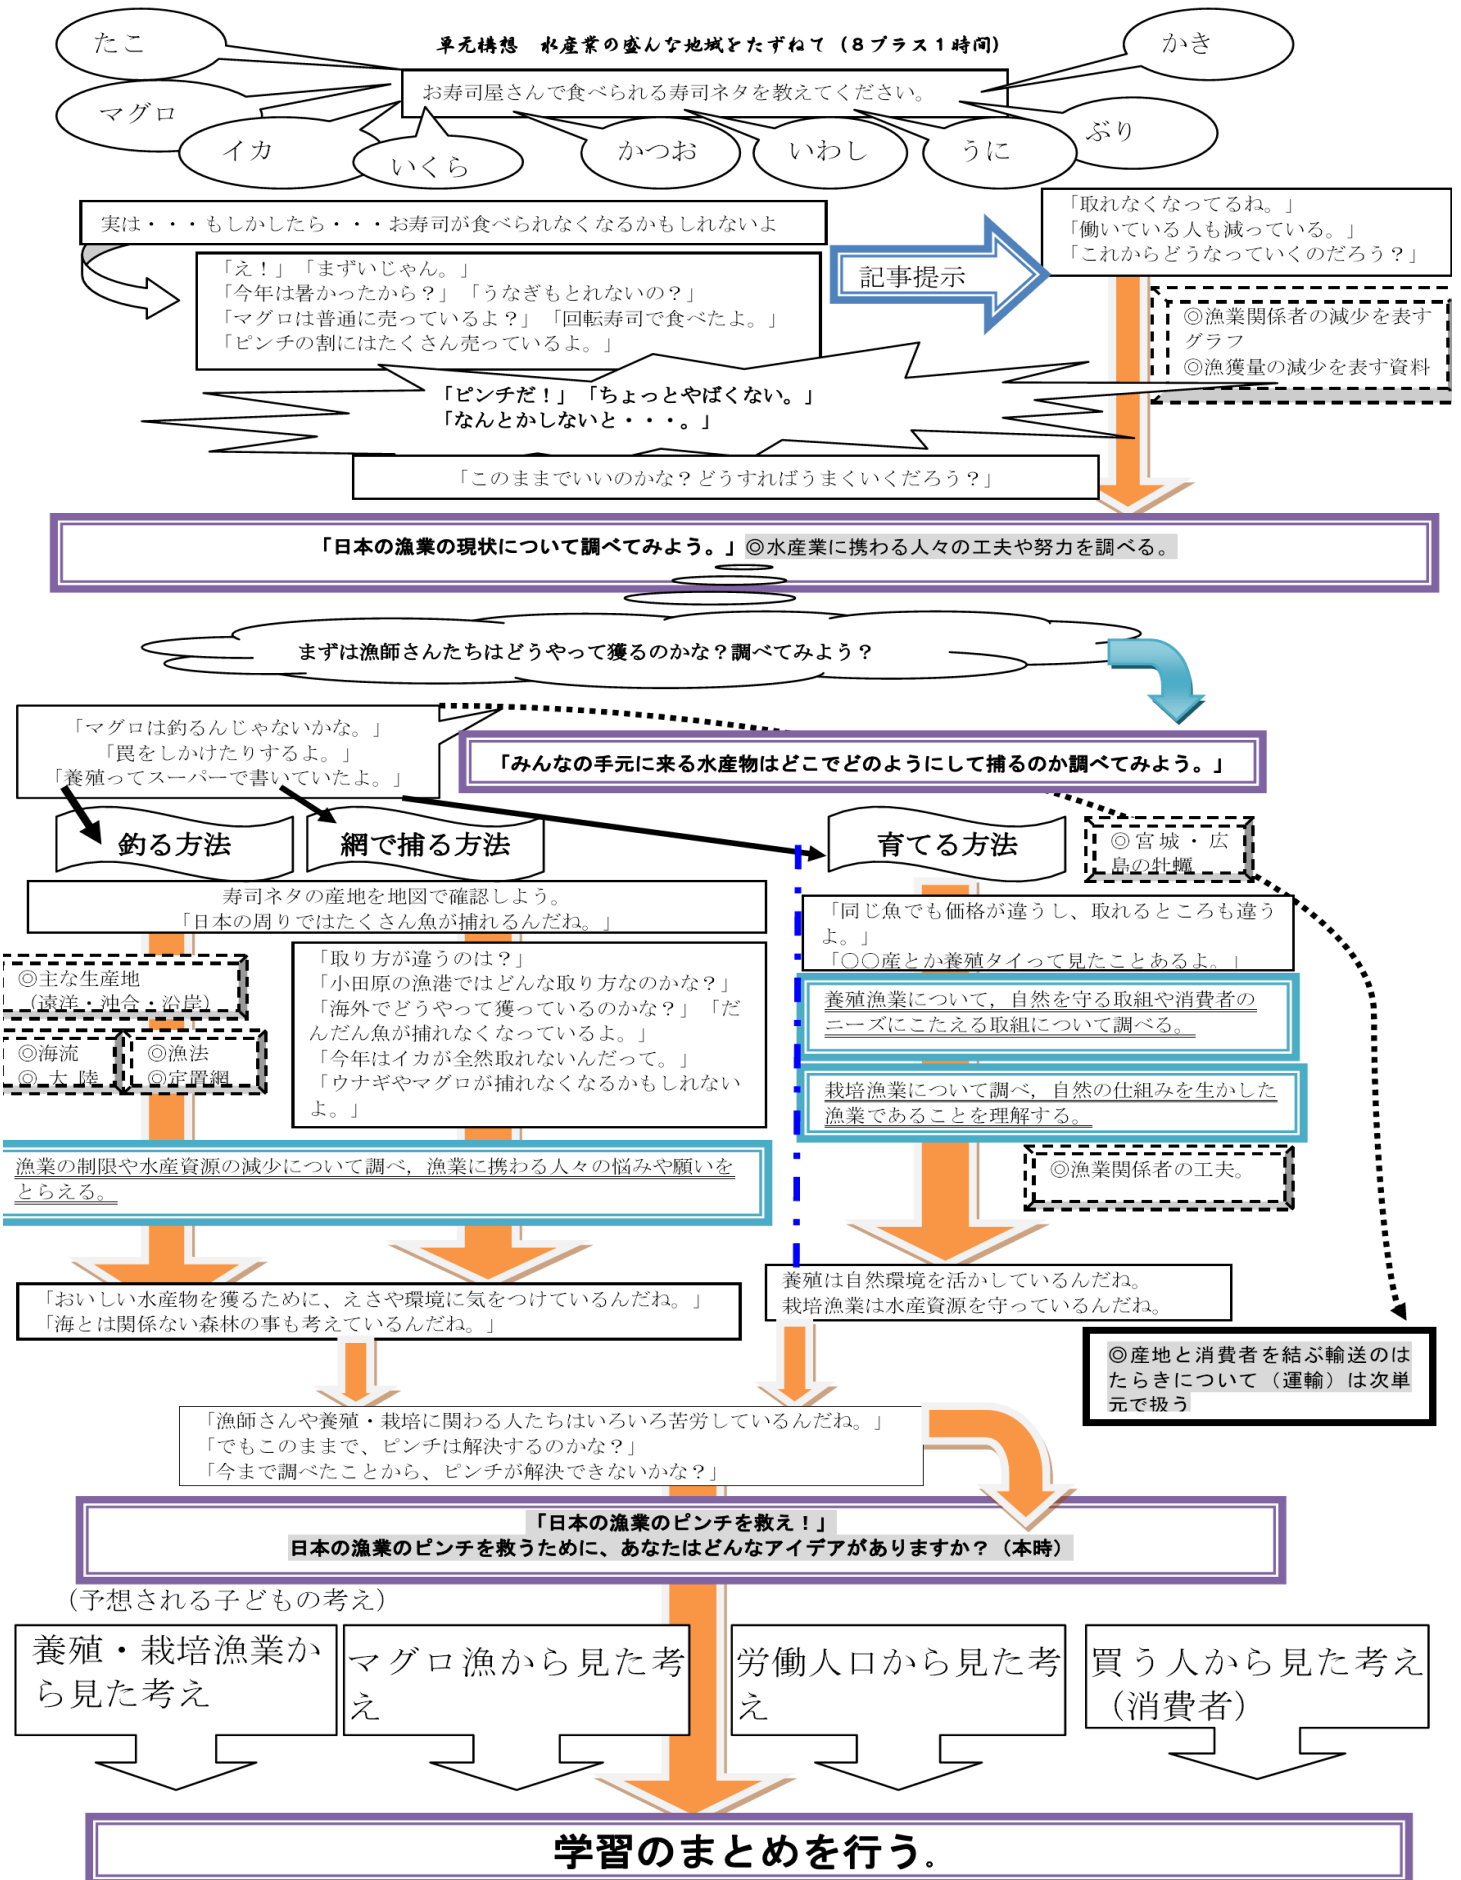 単元構想　水産業の盛んな地域をたずねて（８プラス１時間）
たこ
かき
お寿司屋さんで食べられる寿司ネタを教えてください。
マグロ
イカ
いくら
かつお
いわし
うに
ぶり
実は・・・もしかしたら・・・お寿司が食べられなくなるかもしれないよ
「え！」「まずいじゃん。」
「今年は暑かったから？」「うなぎもとれないの？」
「マグロは普通に売っているよ？」「回転寿司で食べたよ。」
「ピンチの割にはたくさん売っているよ。」
記事提示
「取れなくなってるね。」
「働いている人も減っている。」
「これからどうなっていくのだろう？」
◎漁業関係者の減少を表す
グラフ
◎漁獲量の減少を表す資料
「ピンチだ！」「ちょっとやばくない。」
「なんとかしないと・・・。」
「このままでいいのかな？どうすればうまくいくだろう？」
「日本の漁業の現状について調べてみよう。」◎水産業に携わる人々の工夫や努力を調べる。
まずは漁師さんたちはどうやって獲るのかな？調べてみよう？
「マグロは釣るんじゃないかな。」
「罠をしかけたりするよ。」
「養殖ってスーパーで書いていたよ。」
「みんなの手元に来る水産物はどこでどのようにして捕るのか調べてみよう。」
釣る方法
網で捕る方法
育てる方法
◎宮城・広
島の牡蠣
寿司ネタの産地を地図で確認しよう。
「日本の周りではたくさん魚が捕れるんだね。」
「同じ魚でも価格が違うし、取れるところも違う
よ。」
「〇〇産とか養殖タイって見たことあるよ。」
◎主な生産地
（遠洋・沖合・沿岸）
◎海流
◎大陸
◎漁法
◎定置網
「取り方が違うのは？」
「小田原の漁港ではどんな取り方なのかな？」
「海外でどうやって獲っているのかな？」「だ
んだん魚が捕れなくなっているよ。」
「今年はイカが全然取れないんだって。」
「ウナギやマグロが捕れなくなるかもしれない
よ。」
養殖漁業について，自然を守る取組や消費者の
ニーズにこたえる取組について調べる。
栽培漁業について調べ，自然の仕組みを生かした
漁業であることを理解する。
漁業の制限や水産資源の減少について調べ，漁業に携わる人々の悩みや願いを
とらえる。
◎漁業関係者の工夫。
「おいしい水産物を獲るために、えさや環境に気をつけているんだね。」
「海とは関係ない森林の事も考えているんだね。」
養殖は自然環境を活かしているんだね。
栽培漁業は水産資源を守っているんだね。
◎産地と消費者を結ぶ輸送のは
たらきについて（運輸）は次単
元で扱う
「漁師さんや養殖・栽培に関わる人たちはいろいろ苦労しているんだね。」
「でもこのままで、ピンチは解決するのかな？」
「今まで調べたことから、ピンチが解決できないかな？」
「日本の漁業のピンチを救え！」
日本の漁業のピンチを救うために、あなたはどんなアイデアがありますか？（本時）
（予想される子どもの考え）
養殖・栽培漁業か
ら見た考え
マグロ漁から見た考
え
労働人口から見た考
え
買う人から見た考え
（消費者）
学習のまとめを行う。